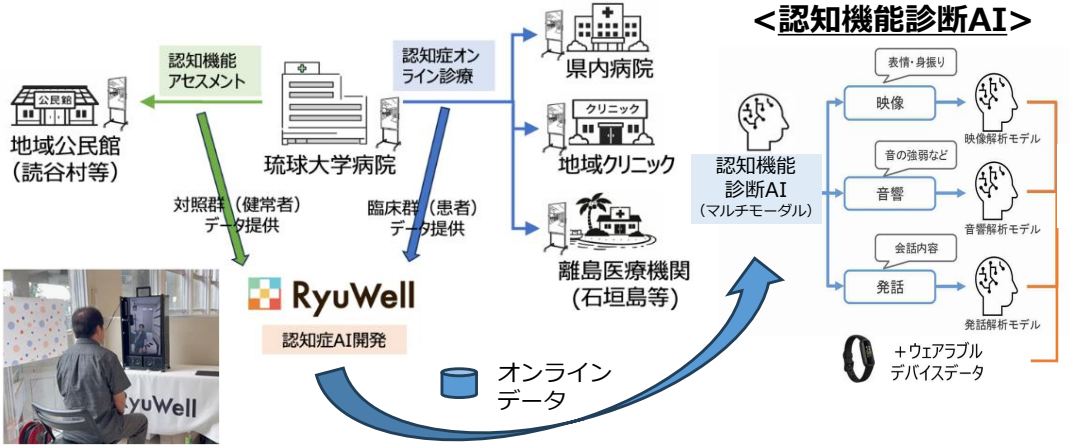 <認知機能診断AI>
認知機能
アセスメント
認知症オン
ライン診療
公民館
地域公民館
（読谷村等）
琉球大学病院
県内病院
クリニック
地域クリニック
離島医療機関
(石垣島等)
対照群（健常者）
データ提供
臨床群（患者）
データ提供
RyuWell
認知症AI開発
RyuWell
オンライン
データ
認知機能
診断AI
（マルチモーダル）
表情・身振り
映像
映像解析モデル
音の強弱など
音響
音響解析モデル
会話内容
発話
発話解析モデル
＋ウェアラブル
デバイスデータ